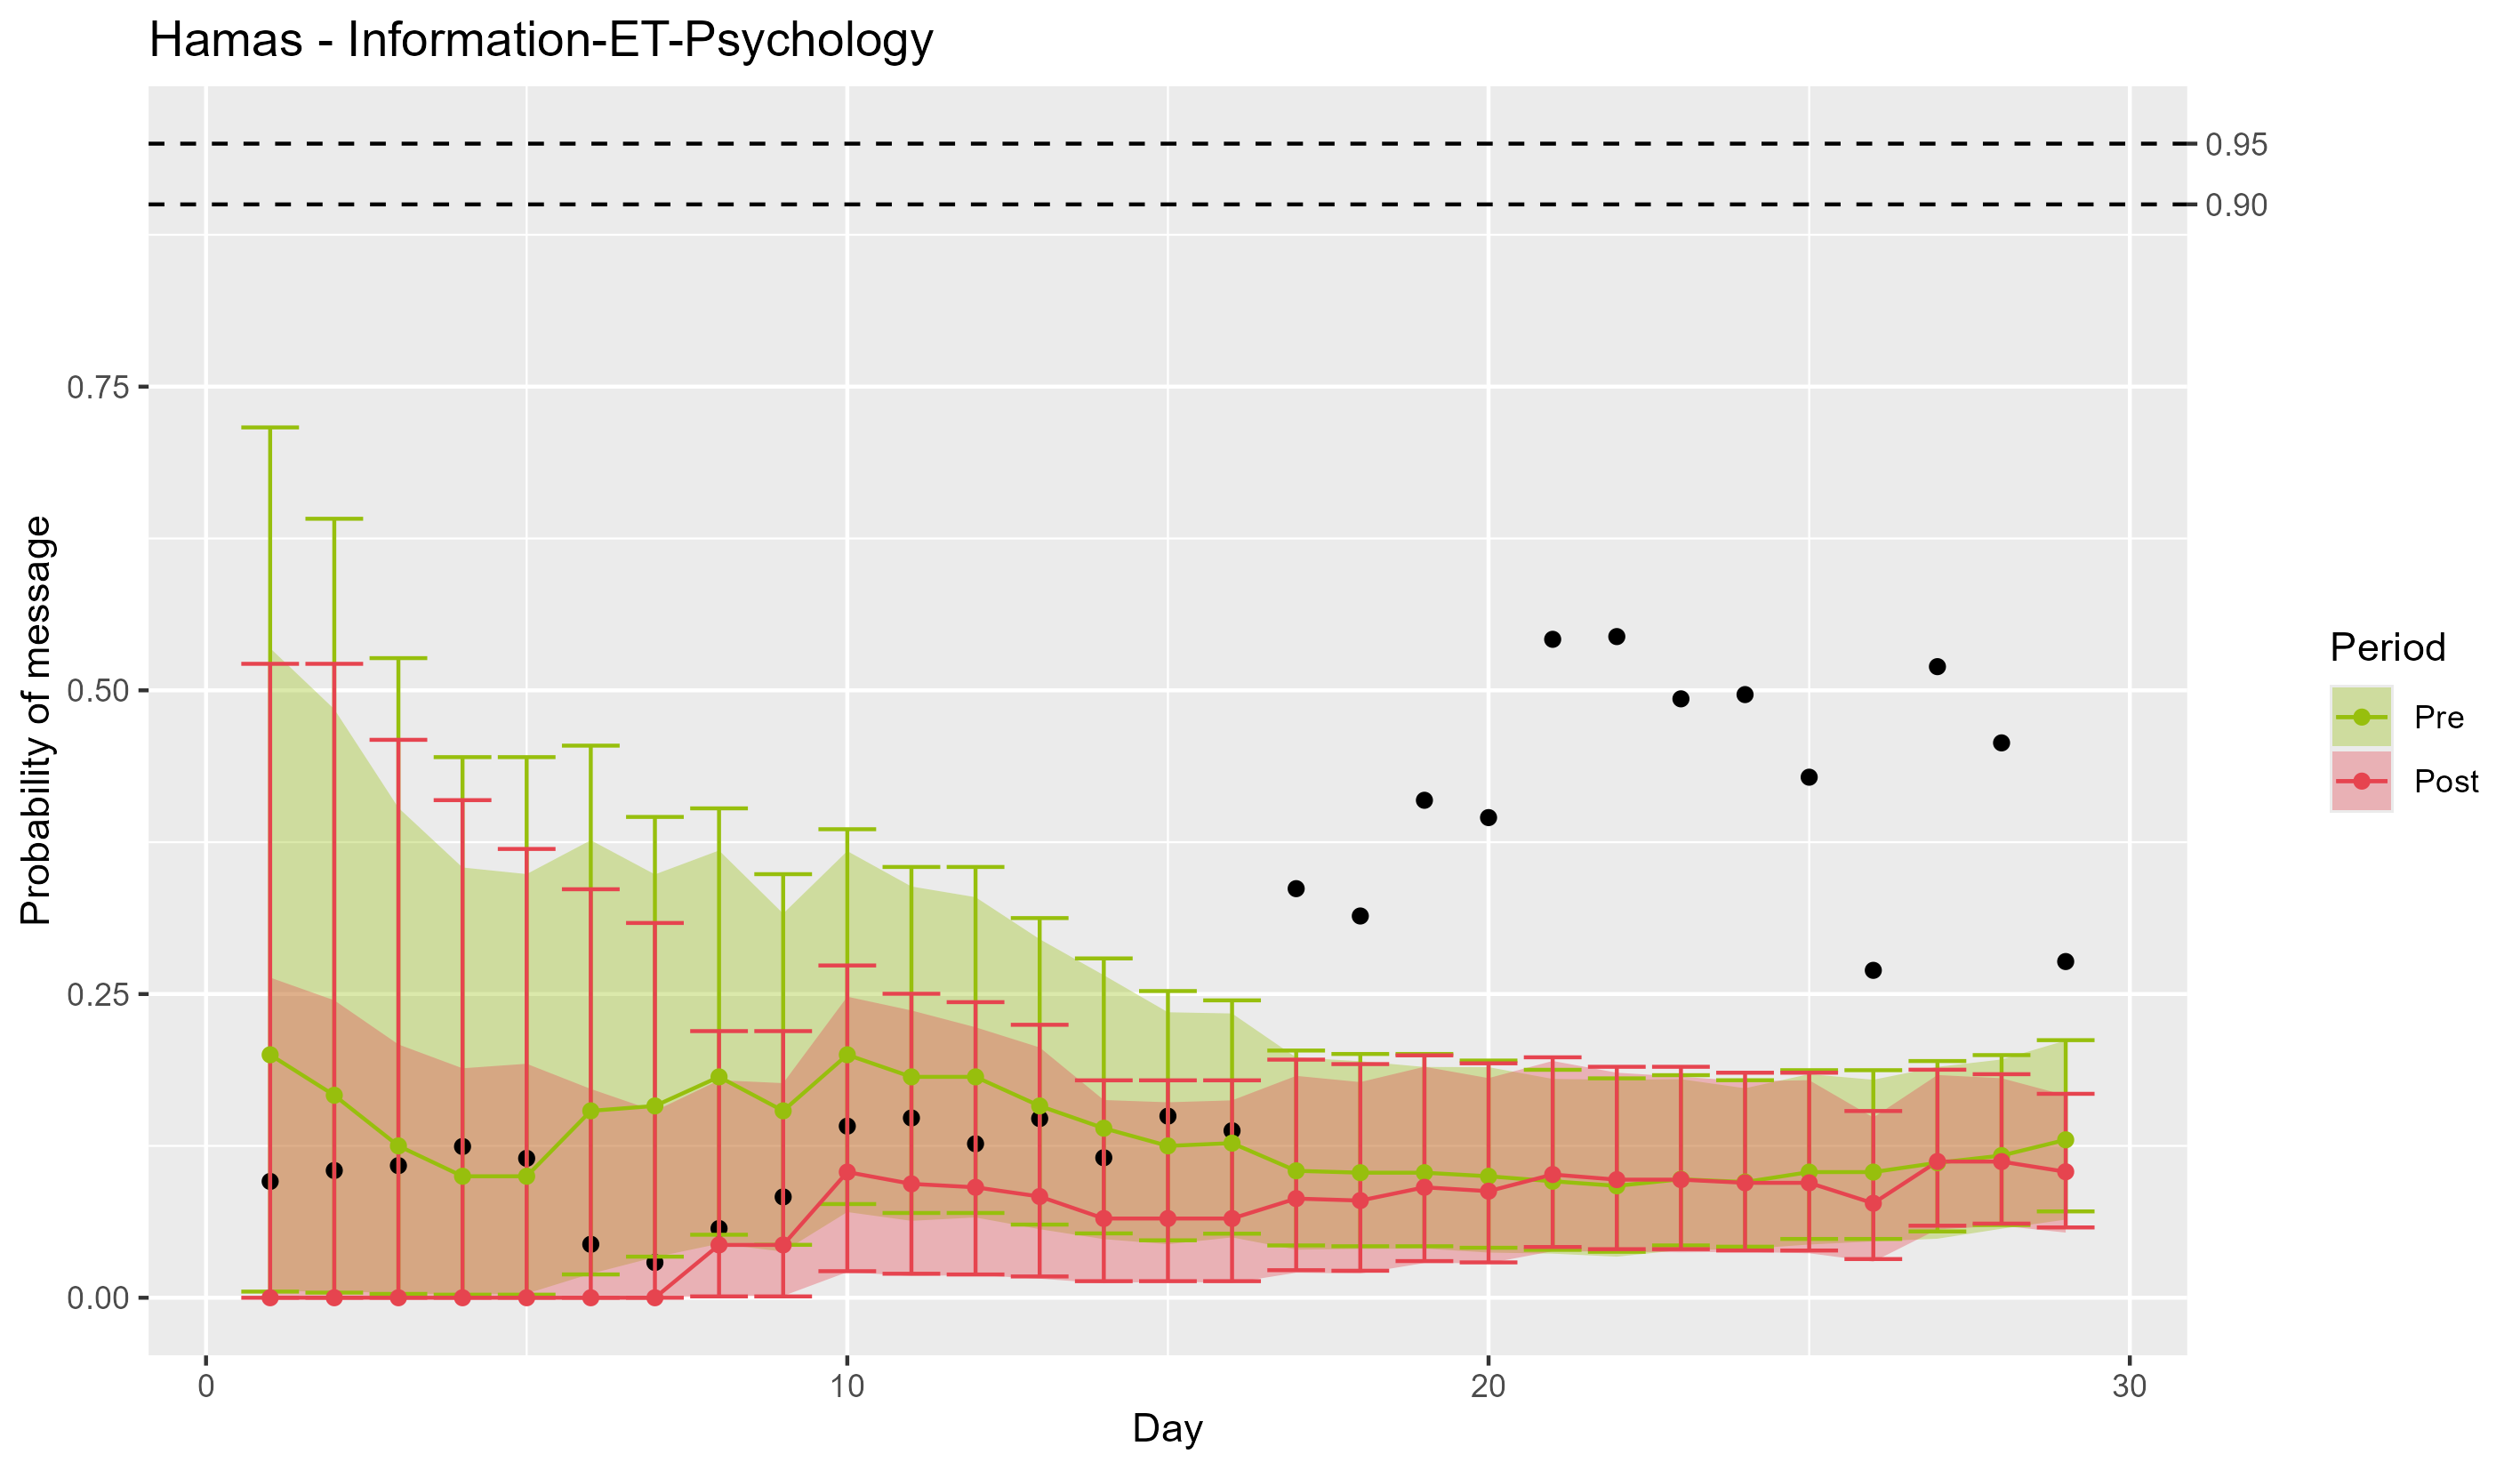 Hamas - Information-ET-Psychology
0.95
0.90
0.75
0.50
0.25
0.00
Probability of message
0
10
20
30
Day
Period
Pre
Post